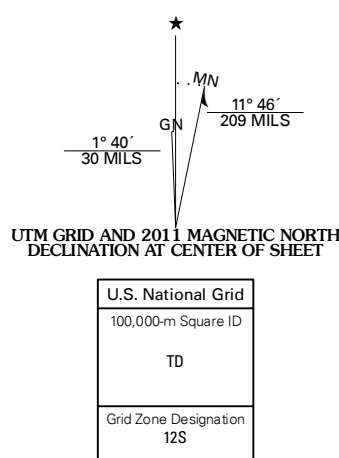 MN
11° 46´
209 MILS
GN
1° 40´
30 MILS
UTM GRID AND 2011 MAGNETIC NORTH
DECLINATION AT CENTER OF SHEET
U.S. National Grid
100,000-m Square ID
TD
Grid Zone Designation
12S